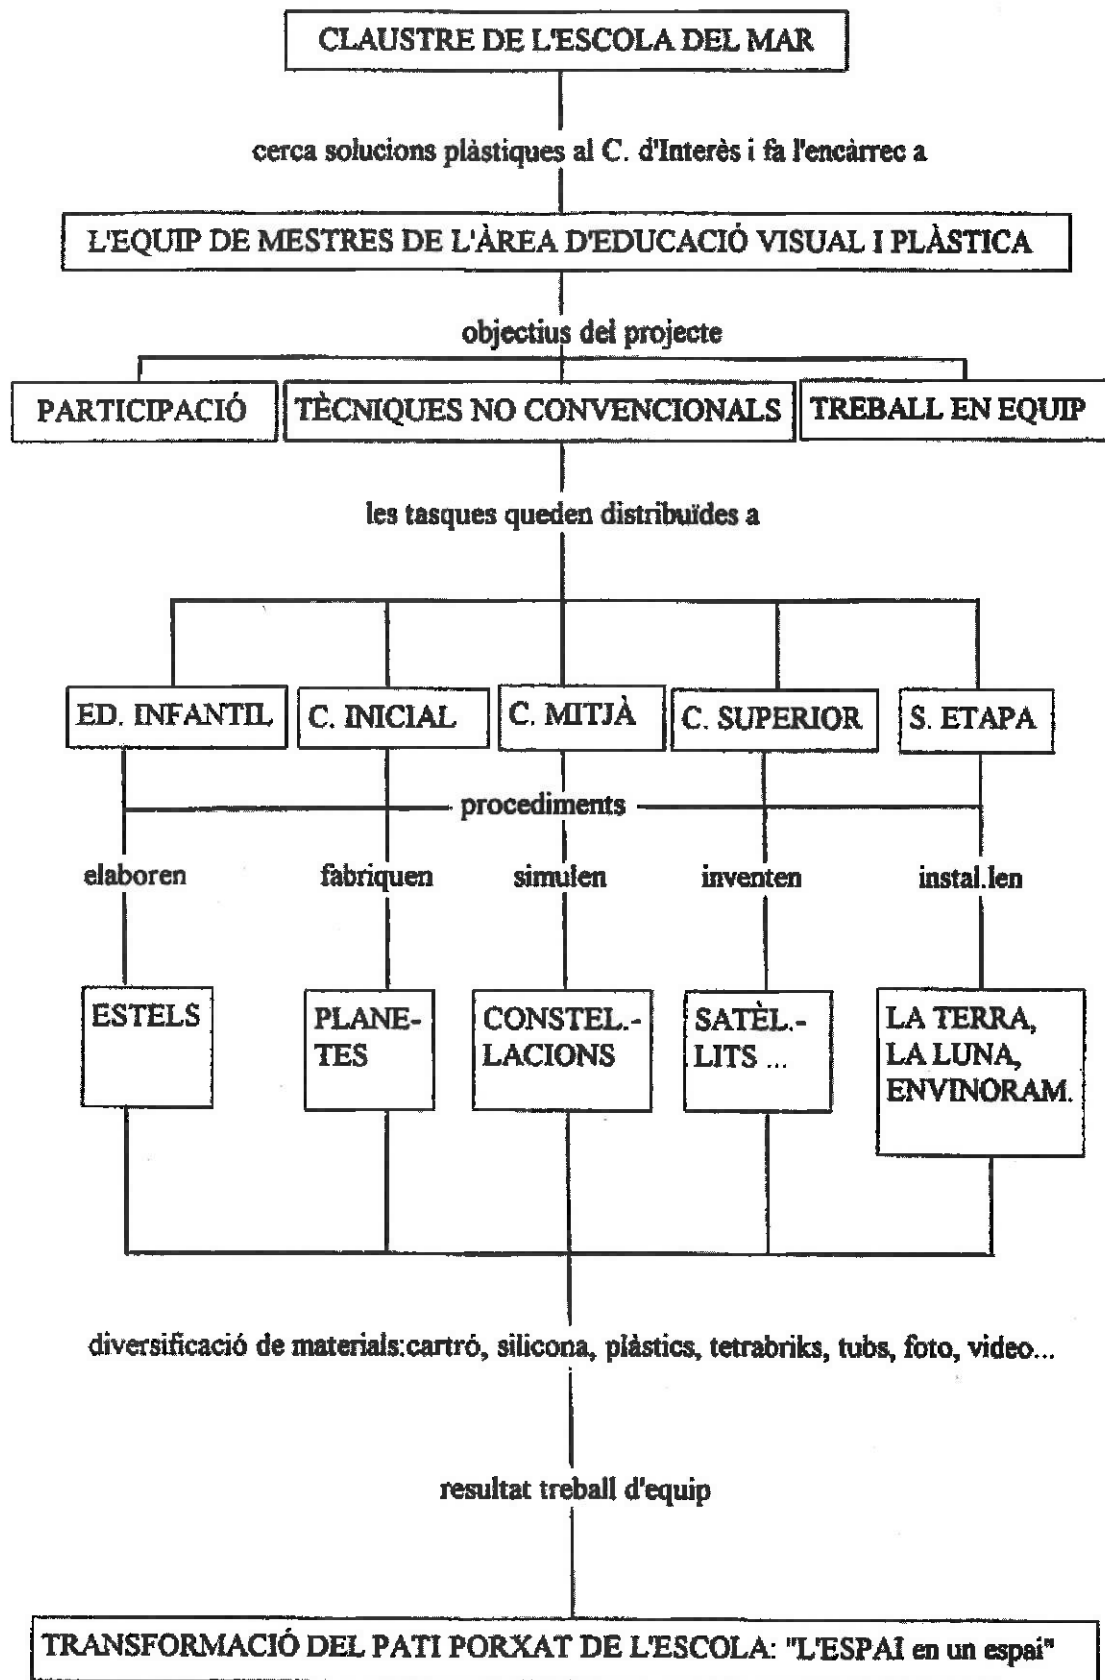 CLAUSTRE DE L'ESCOLA DEL MAR
cerca solucions plàstiques al C. d'Interès i fa l'encàrrec a
L'EQUIP DE MESTRES DE L'ÀREA D'EDUCACIÓ VISUAL I PLÀSTICA
objectius del projecte
PARTICIPACIÓ
TÈCNIQUES NO CONVENCIONALS
TREBALL EN EQUIP
les tasques queden distribuïdes a
ED. INFANTIL
C. INICIAL
C. MITJÀ
C. SUPERIOR
S. ETAPA
procediments
elaboren
fabriquen
simulen
inventen
instal.len
ESTELS
PLANE-
TES
CONSTEL.-
LACIONS
SATÈL.-
LITS ...
LA TERRA,
LA LUNA,
ENVINORAM.
diversificació de materials:cartró, silicona, plàstics, tetrabriks, tubs, foto, video...
resultat treball d'equip
TRANSFORMACIÓ DEL PATI PORXAT DE L'ESCOLA: "L'ESPAI en un espai"